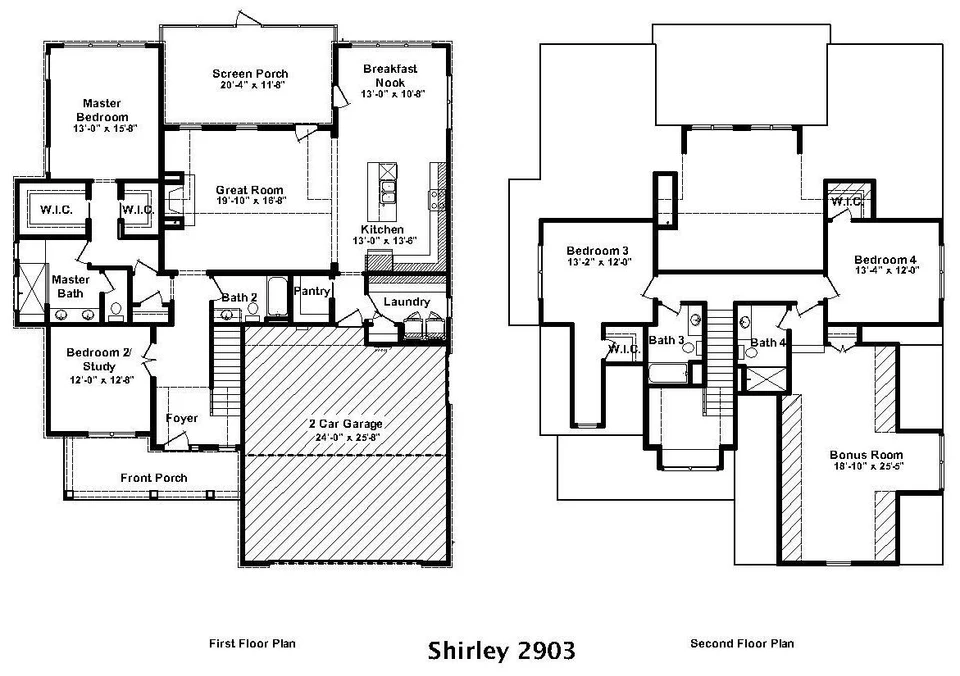 Screen Porch
20'-4" x 11'-8"
Breakfast
Nook
13'-0" x 10'-8"
Master
Bedroom
13'-0" x 15'-8"
Great Room
19'-10" x 16'-8"
W.I.C.
W.I.C.
Kitchen
13'-0" x 13'-6"
Master
Bath
Bath 2
Pantry
Laundry
Bedroom 2/
Study
12'-0" x 12'-8"
Foyer
2 Car Garage
24'-0" x 25'-8"
Front Porch
First Floor Plan
W.I.C.
Bedroom 3
13'-2" x 12'-0"
Bedroom 4
13'-4" x 12'-0"
W.I.C.
Bath 3
Bath 4
Bonus Room
18'-10" x 25'-5"
Second Floor Plan
Shirley 2903